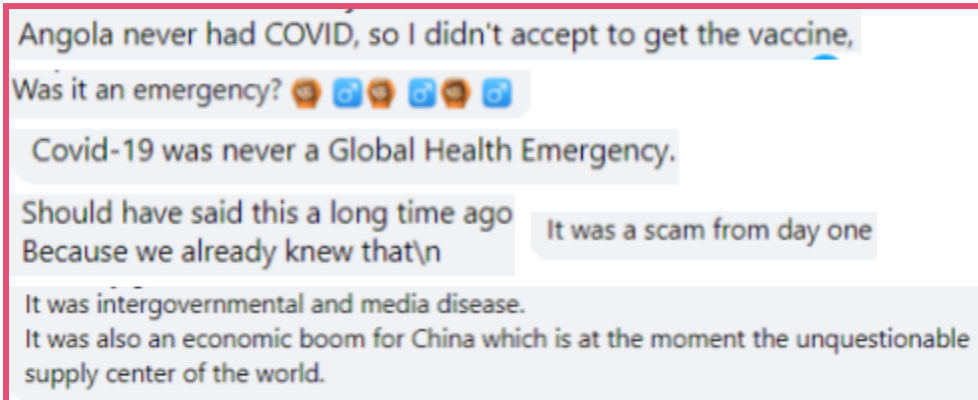 Angola never had COVID, so I didn't accept to get the vaccine,
Was it an emergency? ♂ ♂ ♂
Covid-19 was never a Global Health Emergency.
Should have said this a long time ago
Because we already knew that\n
It was a scam from day one
It was intergovernmental and media disease.
It was also an economic boom for China which is at the moment the unquestionable
supply center of the world.